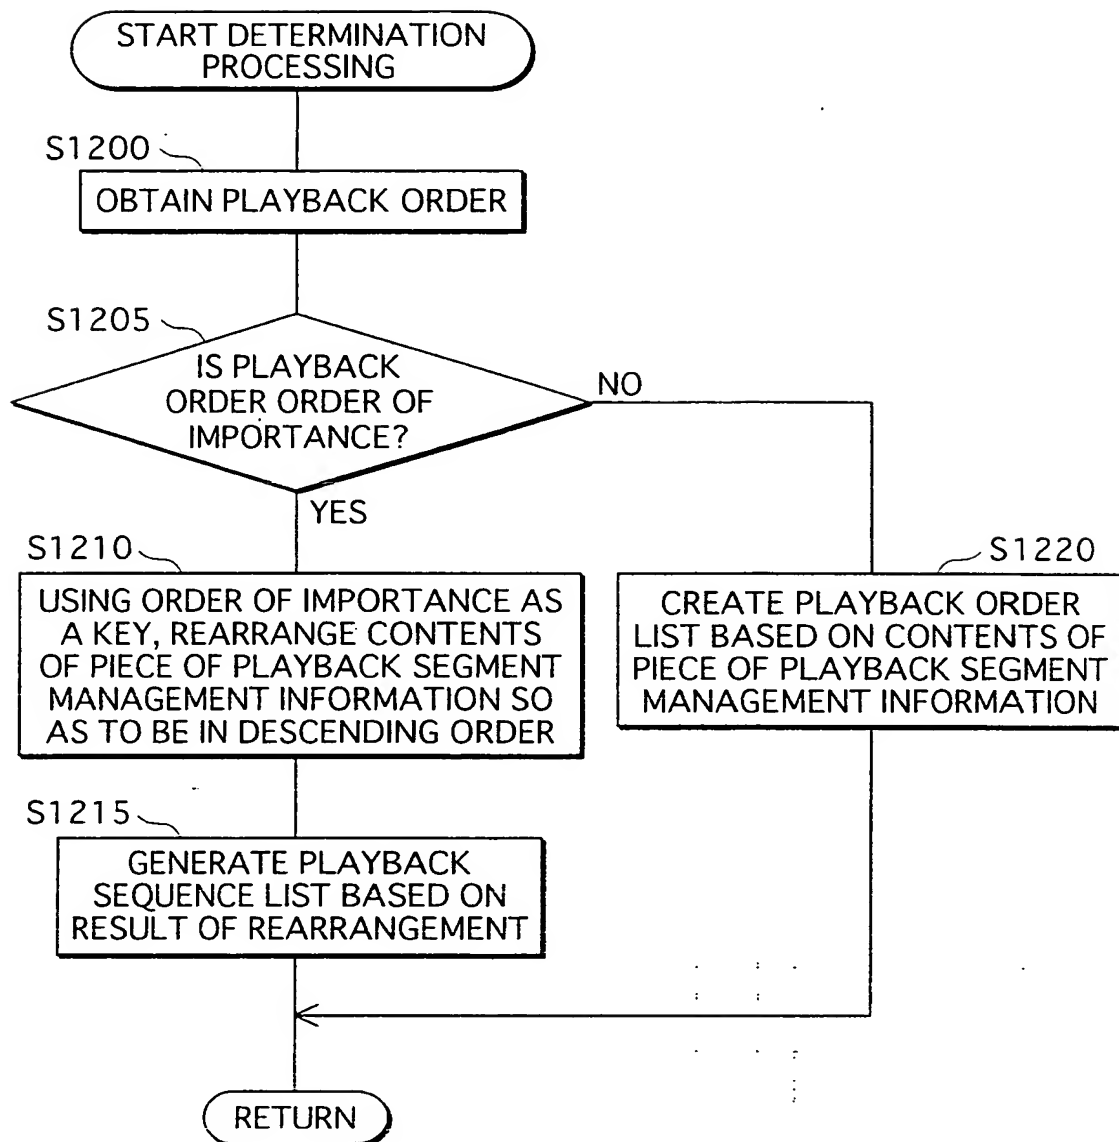 START DETERMINATION
PROCESSING
S1200
OBTAIN PLAYBACK ORDER
S1205
IS PLAYBACK
ORDER ORDER OF
IMPORTANCE?
NO
YES
S1210
USING ORDER OF IMPORTANCE AS
A KEY, REARRANGE CONTENTS
OF PIECE OF PLAYBACK SEGMENT
MANAGEMENT INFORMATION SO
AS TO BE IN DESCENDING ORDER
S1220
CREATE PLAYBACK ORDER
LIST BASED ON CONTENTS OF
PIECE OF PLAYBACK SEGMENT
MANAGEMENT INFORMATION
S1215
GENERATE PLAYBACK
SEQUENCE LIST BASED ON
RESULT OF REARRANGEMENT
RETURN